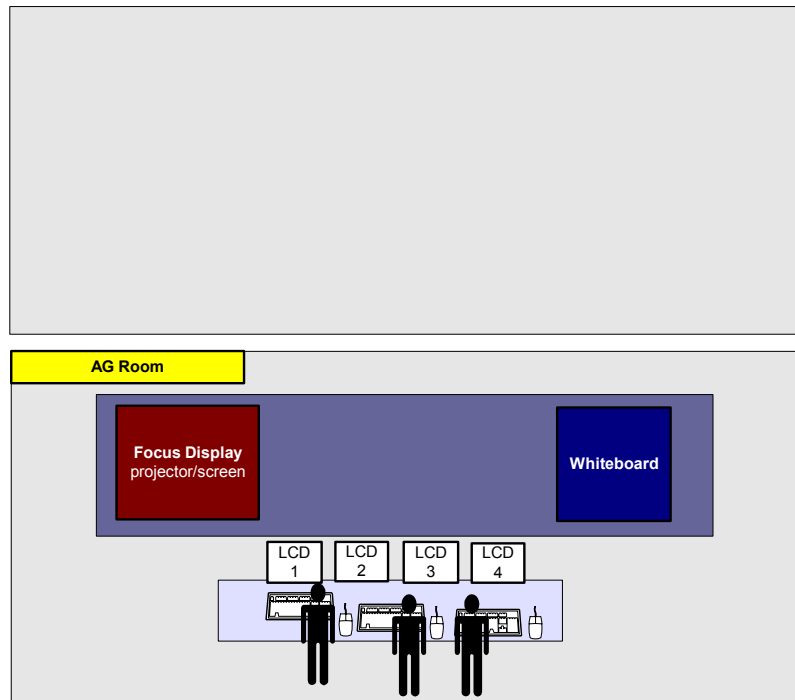 AG Room
Focus Display
projector/screen
Whiteboard
LCD
1
LCD
2
LCD
3
LCD
4